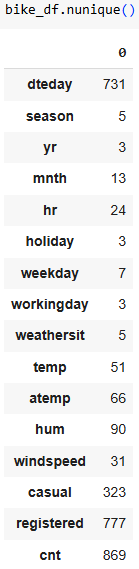 bike_df.nunique()
0
dteday 731
season 5
yr 3
mnth 13
hr 24
holiday 3
weekday 7
workingday 3
weathersit 5
temp 51
atemp 66
hum 90
windspeed 31
casual 323
registered 777
cnt 869